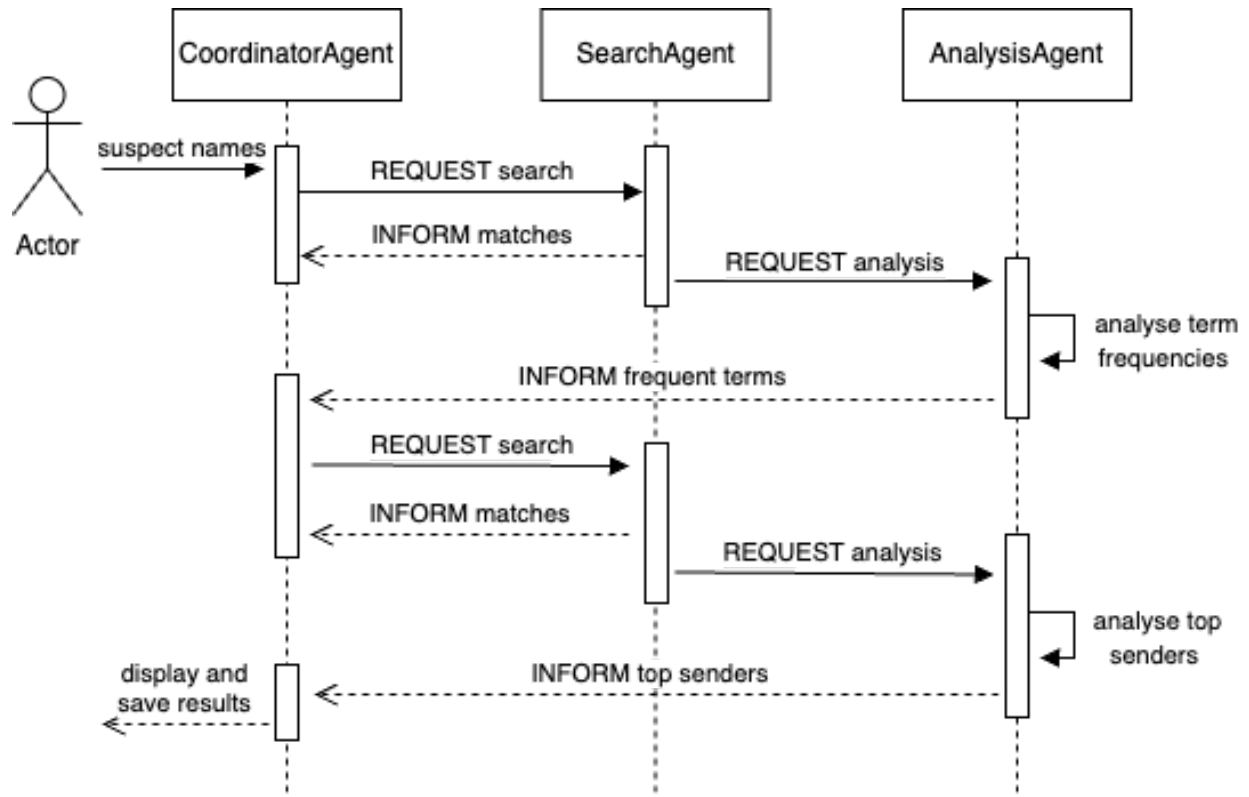 CoordinatorAgent
SearchAgent
AnalysisAgent
suspect names
Actor
REQUEST search
INFORM matches
REQUEST analysis
analyse term
frequencies
INFORM frequent terms
REQUEST search
INFORM matches
REQUEST analysis
analyse top
senders
INFORM top senders
display and
save results